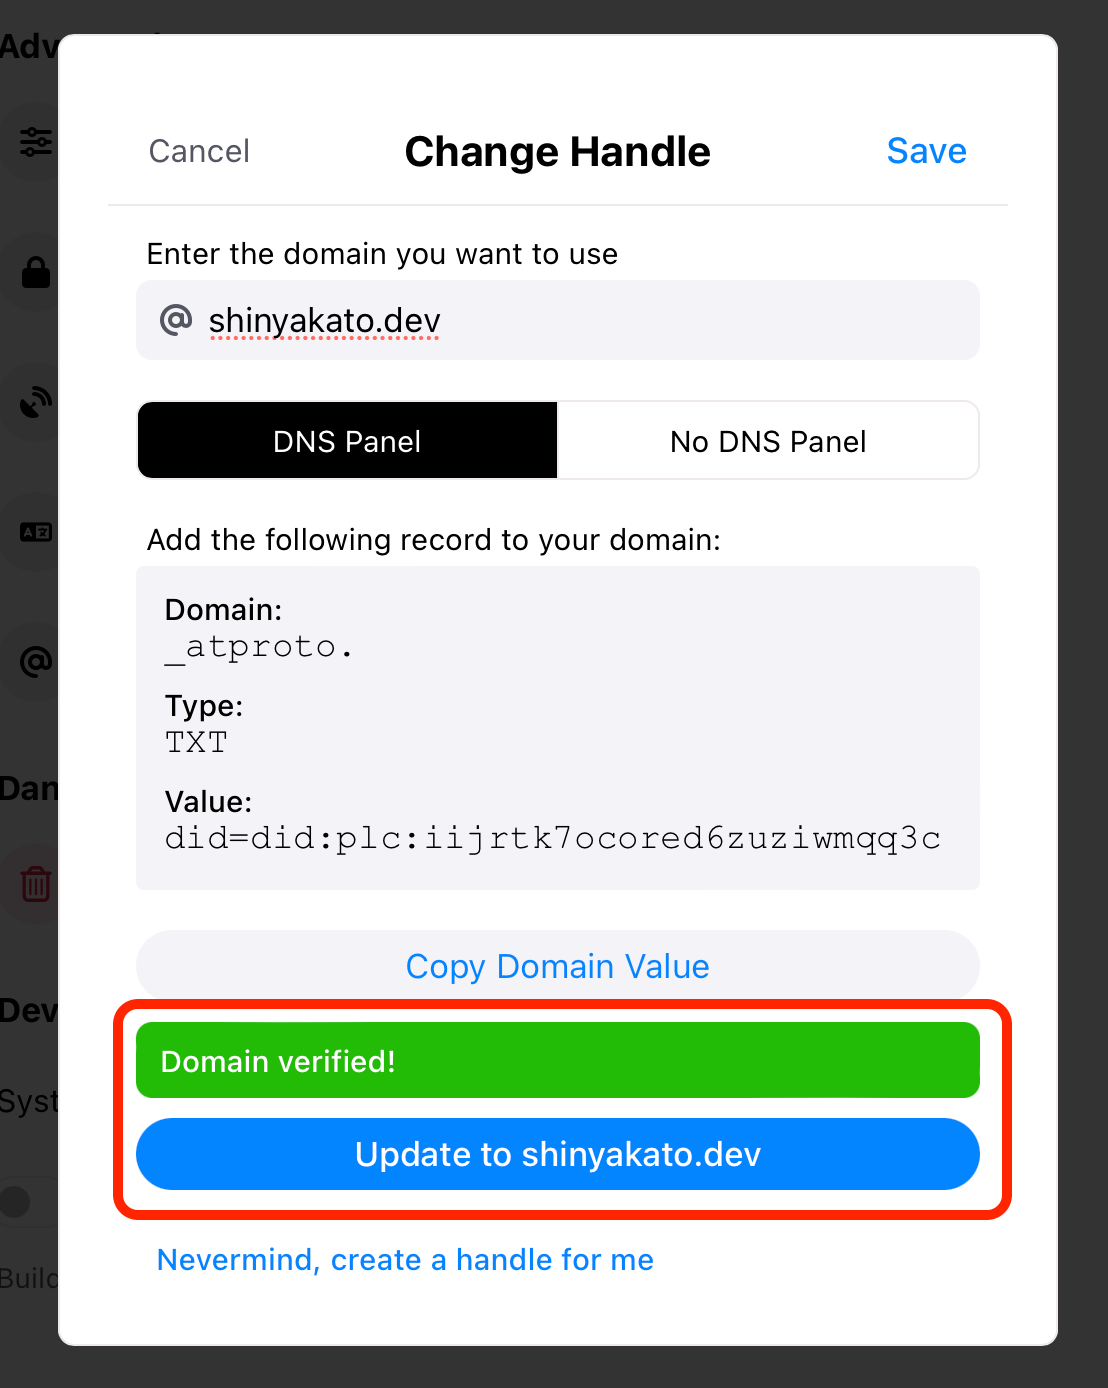 Adv
Cancel
Change Handle
Save
Enter the domain you want to use
@ shinyakato.dev
DNS Panel
No DNS Panel
Add the following record to your domain:
Domain:
_atproto.
Type:
TXT
Value:
did=did:plc:iijrtk7ocored6zuziwmqq3c
Dan
Copy Domain Value
Dev
Domain verified!
Syst
Update to shinyakato.dev
Nevermind, create a handle for me
Build